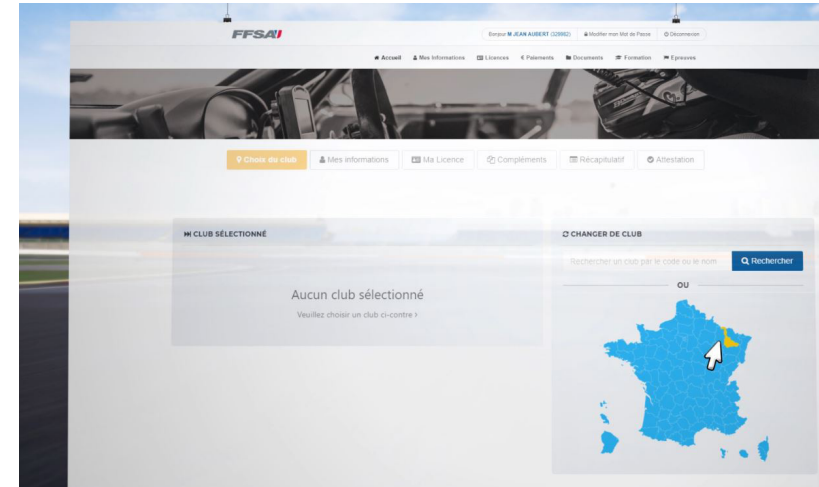 FFSA
Bonjour M JEAN AUBERT (328882) Modifier mon Mot de Passe Déconnexion
Accueil Mes Informations Licences € Paiements Documents Formation Epreuves
Choix du club Mes informations Ma Licence Compléments Récapitulatif Attestation
CLUB SÉLECTIONNÉ
Aucun club sélectionné
Veuillez choisir un club ci-contre >
CHANGER DE CLUB
Rechercher un club par le code ou le nom Rechercher
OU